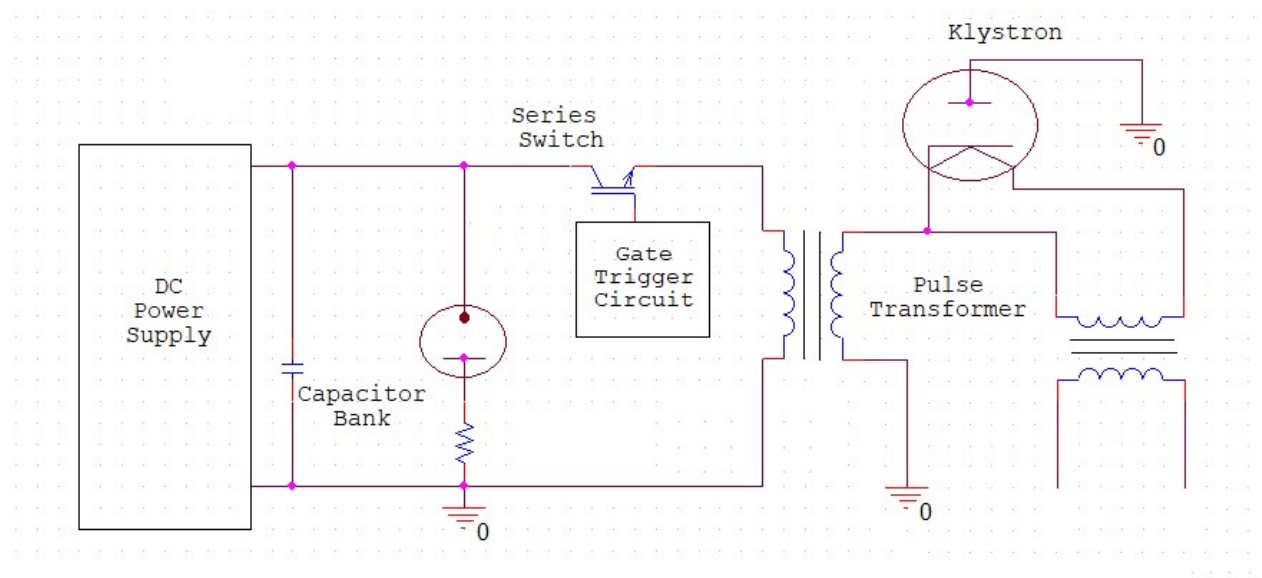 Klystron
0
Series
Switch
DC
Power
Supply
Gate
Trigger
Circuit
Pulse
Transformer
Capacitor
Bank
0
0